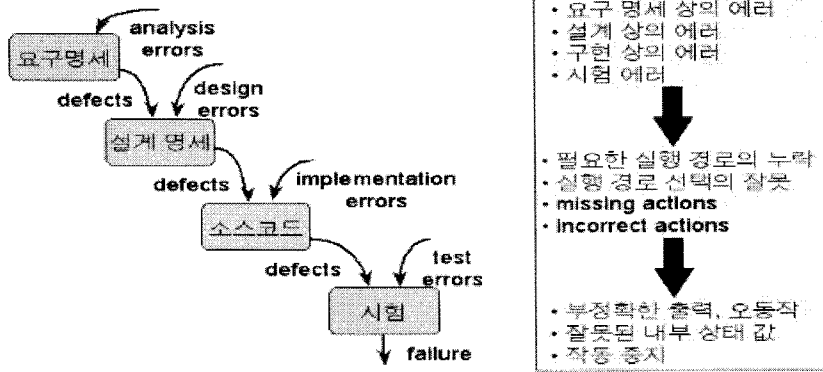 analysis
errors
요구명세
defects
design
errors
설계 명세
defects
implementation
errors
소스코드
defects
test
errors
시험
failure
• 요구 명세 상의 에러
• 설계 상의 에러
• 구현 상의 에러
• 시험 에러
• 필요한 실행 경로의 누락
• 실행 경로 선택의 잘못
• missing actions
• incorrect actions
• 부정확한 출력, 오동작
• 잘못된 내부 상태 값
• 작동 중지